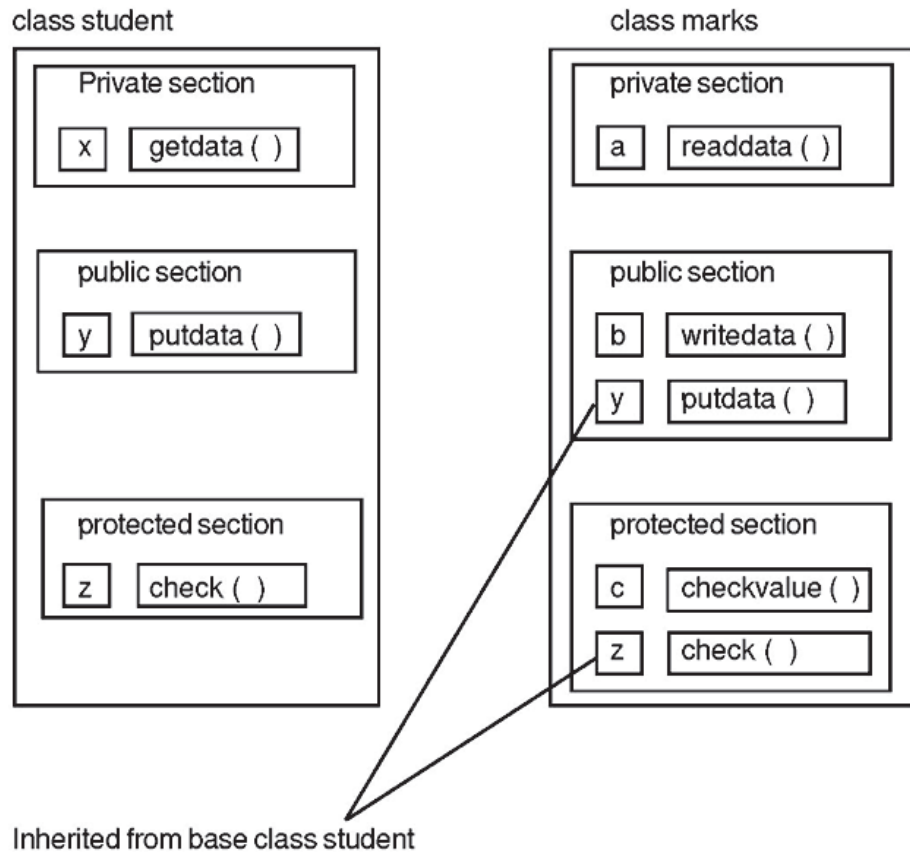 class student
Private section
x getdata ( )
public section
y putdata ( )
protected section
z check ( )
class marks
private section
a readdata ( )
public section
b writedata ( )
y putdata ( )
protected section
c checkvalue ( )
z check ( )
Inherited from base class student